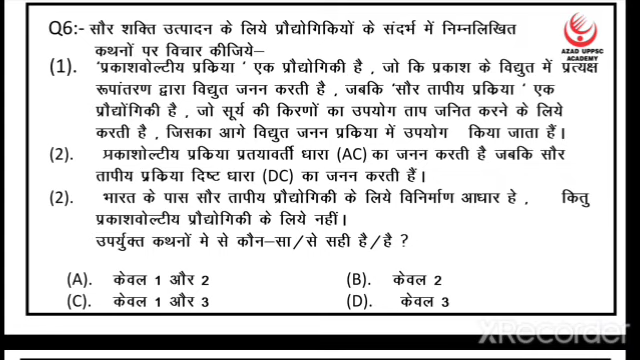 Q6:- सौर शक्ति उत्पादन के लिये प्रौद्योगिकियों के संदर्भ में निम्नलिखित
कथनों पर विचार कीजिये–
AZAD UPPSC
ACADEMY
(1). 'प्रकाशवोल्टीय प्रकिया ' एक प्रौद्योगिकी है , जो कि प्रकाश के विद्युत में प्रत्यक्ष
रूपांतरण द्वारा विद्युत जनन करती है, जबकि 'सौर तापीय प्रकिया ' एक
प्रौद्योंगिकी है , जो सूर्य की किरणों का उपयोग ताप जनित करने के लिये
करती है , जिसका आगे विद्युत जनन प्रकिया में उपयोग किया जाता हैं।
(2). प्रकाशोल्टीय प्रकिया प्रतयावर्ती धारा (AC) का जनन करती है जबकि सौर
तापीय प्रकिया दिष्ट धारा (DC) का जनन करती हैं।
(2). भारत के पास सौर तापीय प्रौद्योगिकी के लिये विनिर्माण आधार हे , कितु
प्रकाशवोल्टीय प्रौद्योगिकी के लिये नहीं।
उपर्युक्त कथनों मे से कौन–सा/से सही है/है ?
(A). केवल 1 और 2 (B). केवल 2
(C). केवल 1 और 3 (D). केवल 3
XRecorder